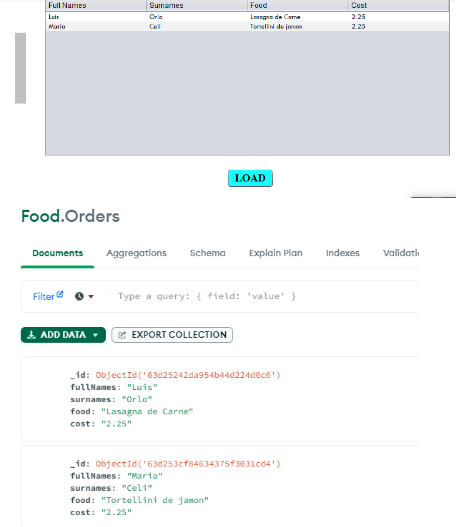 Full Names Surnames Food Cost
Luis Orlo Lasagna de Carne 2.25
Maria Celi Tortellini de jamon 2.25
LOAD
Food.Orders
Documents Aggregations Schema Explain Plan Indexes Validati
Filter Type a query: { field: 'value' }
ADD DATA EXPORT COLLECTION
_id: ObjectId('63d25242da954b44d224d8c6')
fullNames: "Luis"
surnames: "Orlo"
food: "Lasagna de Carne"
cost: "2.25"
_id: ObjectId('63d253cf84634375f3031cd4')
fullNames: "Maria"
surnames: "Celi"
food: "Tortellini de jamon"
cost: "2.25"